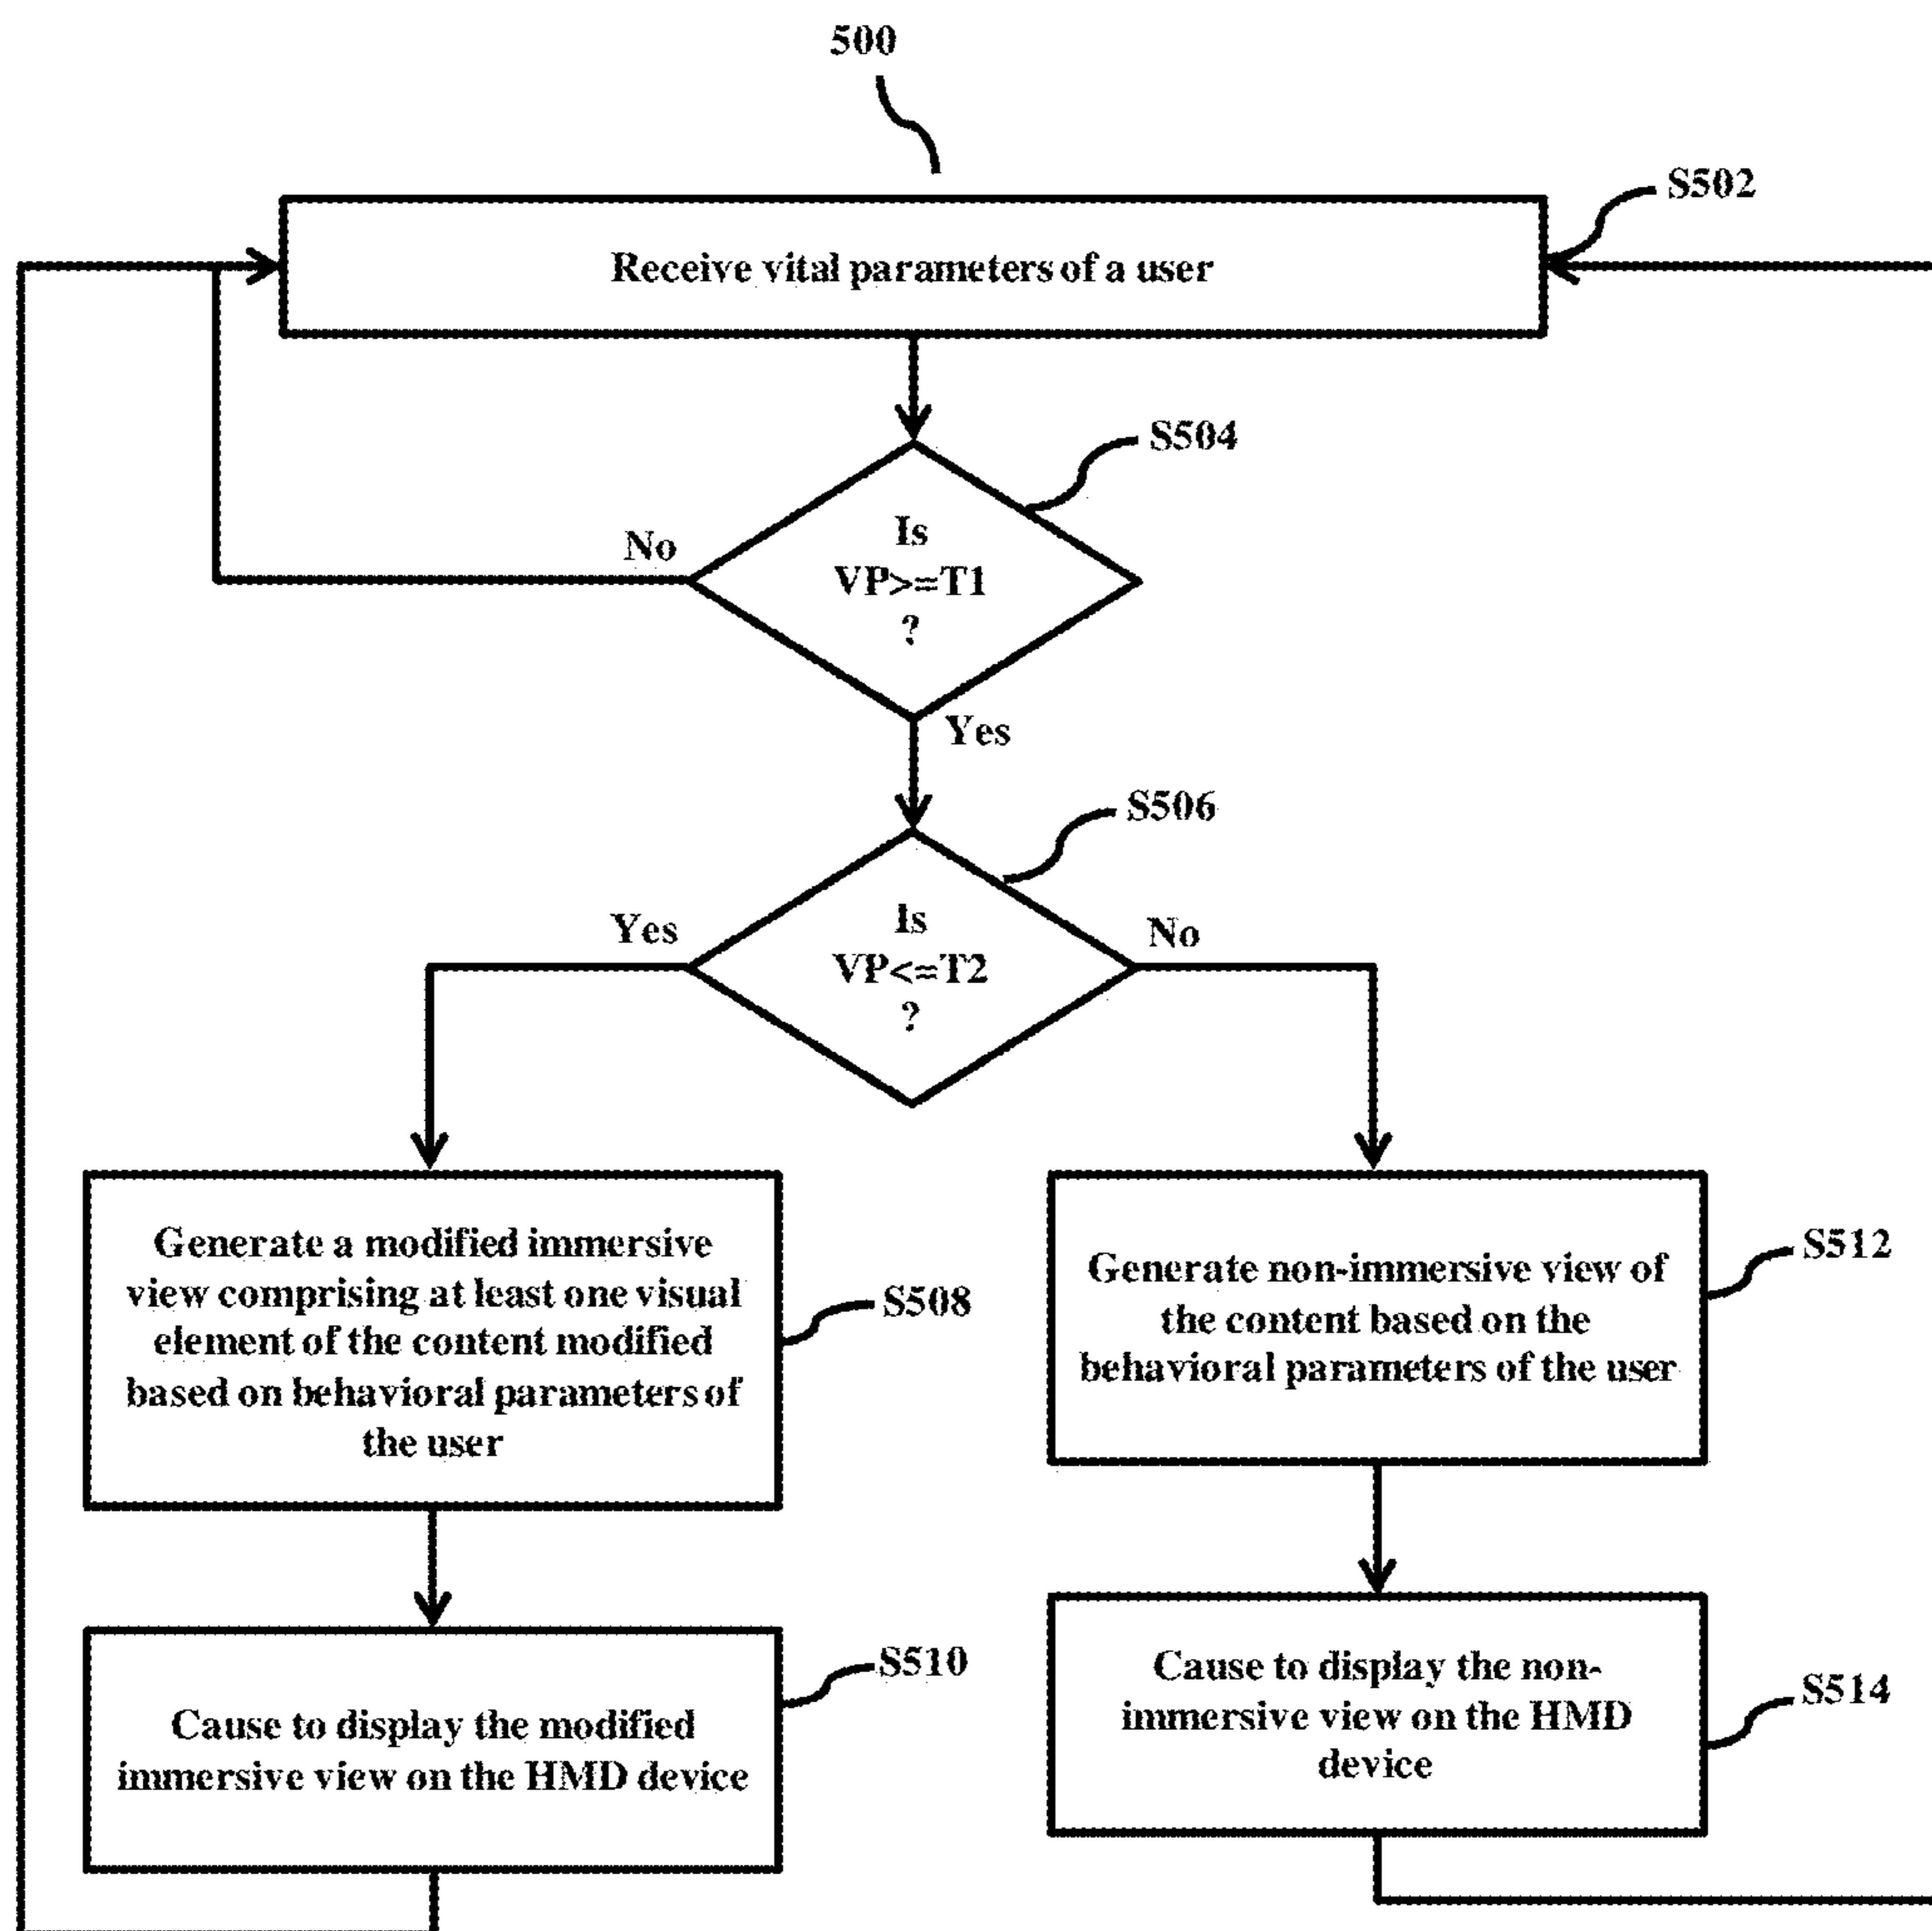 500
S502
Receive vital parameters of a user
S504
Is
VP>=T1
?
No
Yes
S506
Is
VP<=T2
?
Yes
No
Generate a modified immersive
view comprising at least one visual
element of the content modified
based on behavioral parameters of
the user
S508
Generate non-immersive view of
the content based on the
behavioral parameters of the user
S512
Cause to display the modified
immersive view on the HMD device
S510
Cause to display the non-
immersive view on the HMD
device
S514